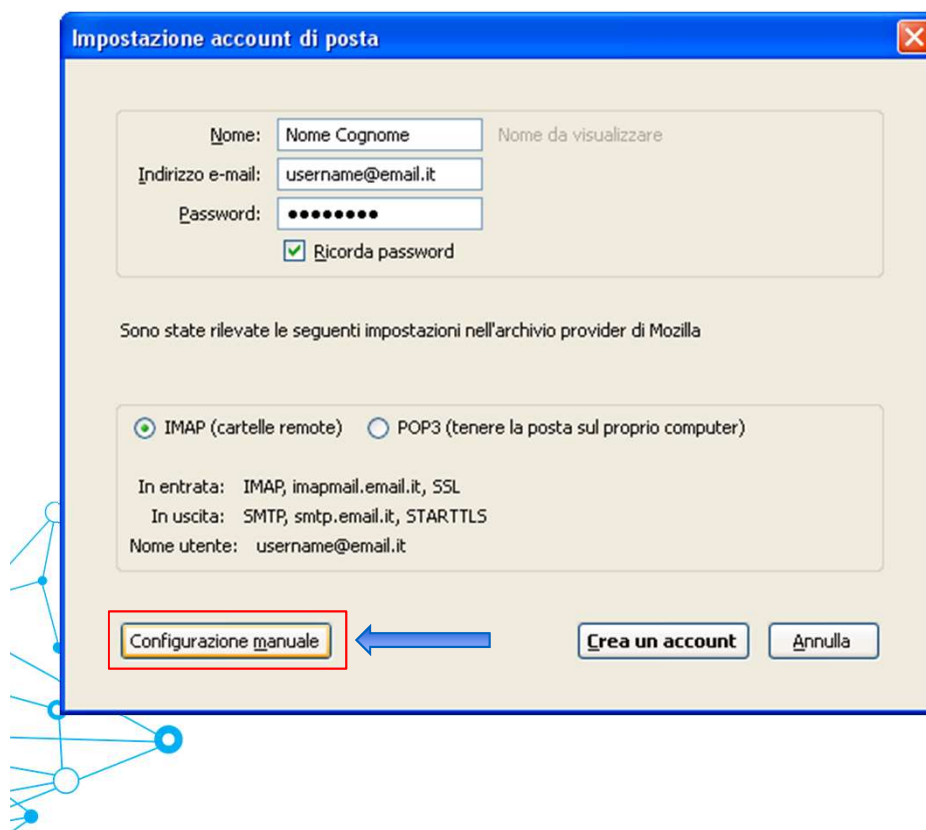 Impostazione account di posta
Nome: Nome Cognome Nome da visualizzare
Indirizzo e-mail: username@email.it
Password: ●●●●●●●●
Ricorda password
Sono state rilevate le seguenti impostazioni nell'archivio provider di Mozilla
IMAP (cartelle remote) POP3 (tenere la posta sul proprio computer)
In entrata: IMAP, imapmail.email.it, SSL
In uscita: SMTP, smtp.email.it, STARTTLS
Nome utente: username@email.it
Configurazione manuale Crea un account Annulla